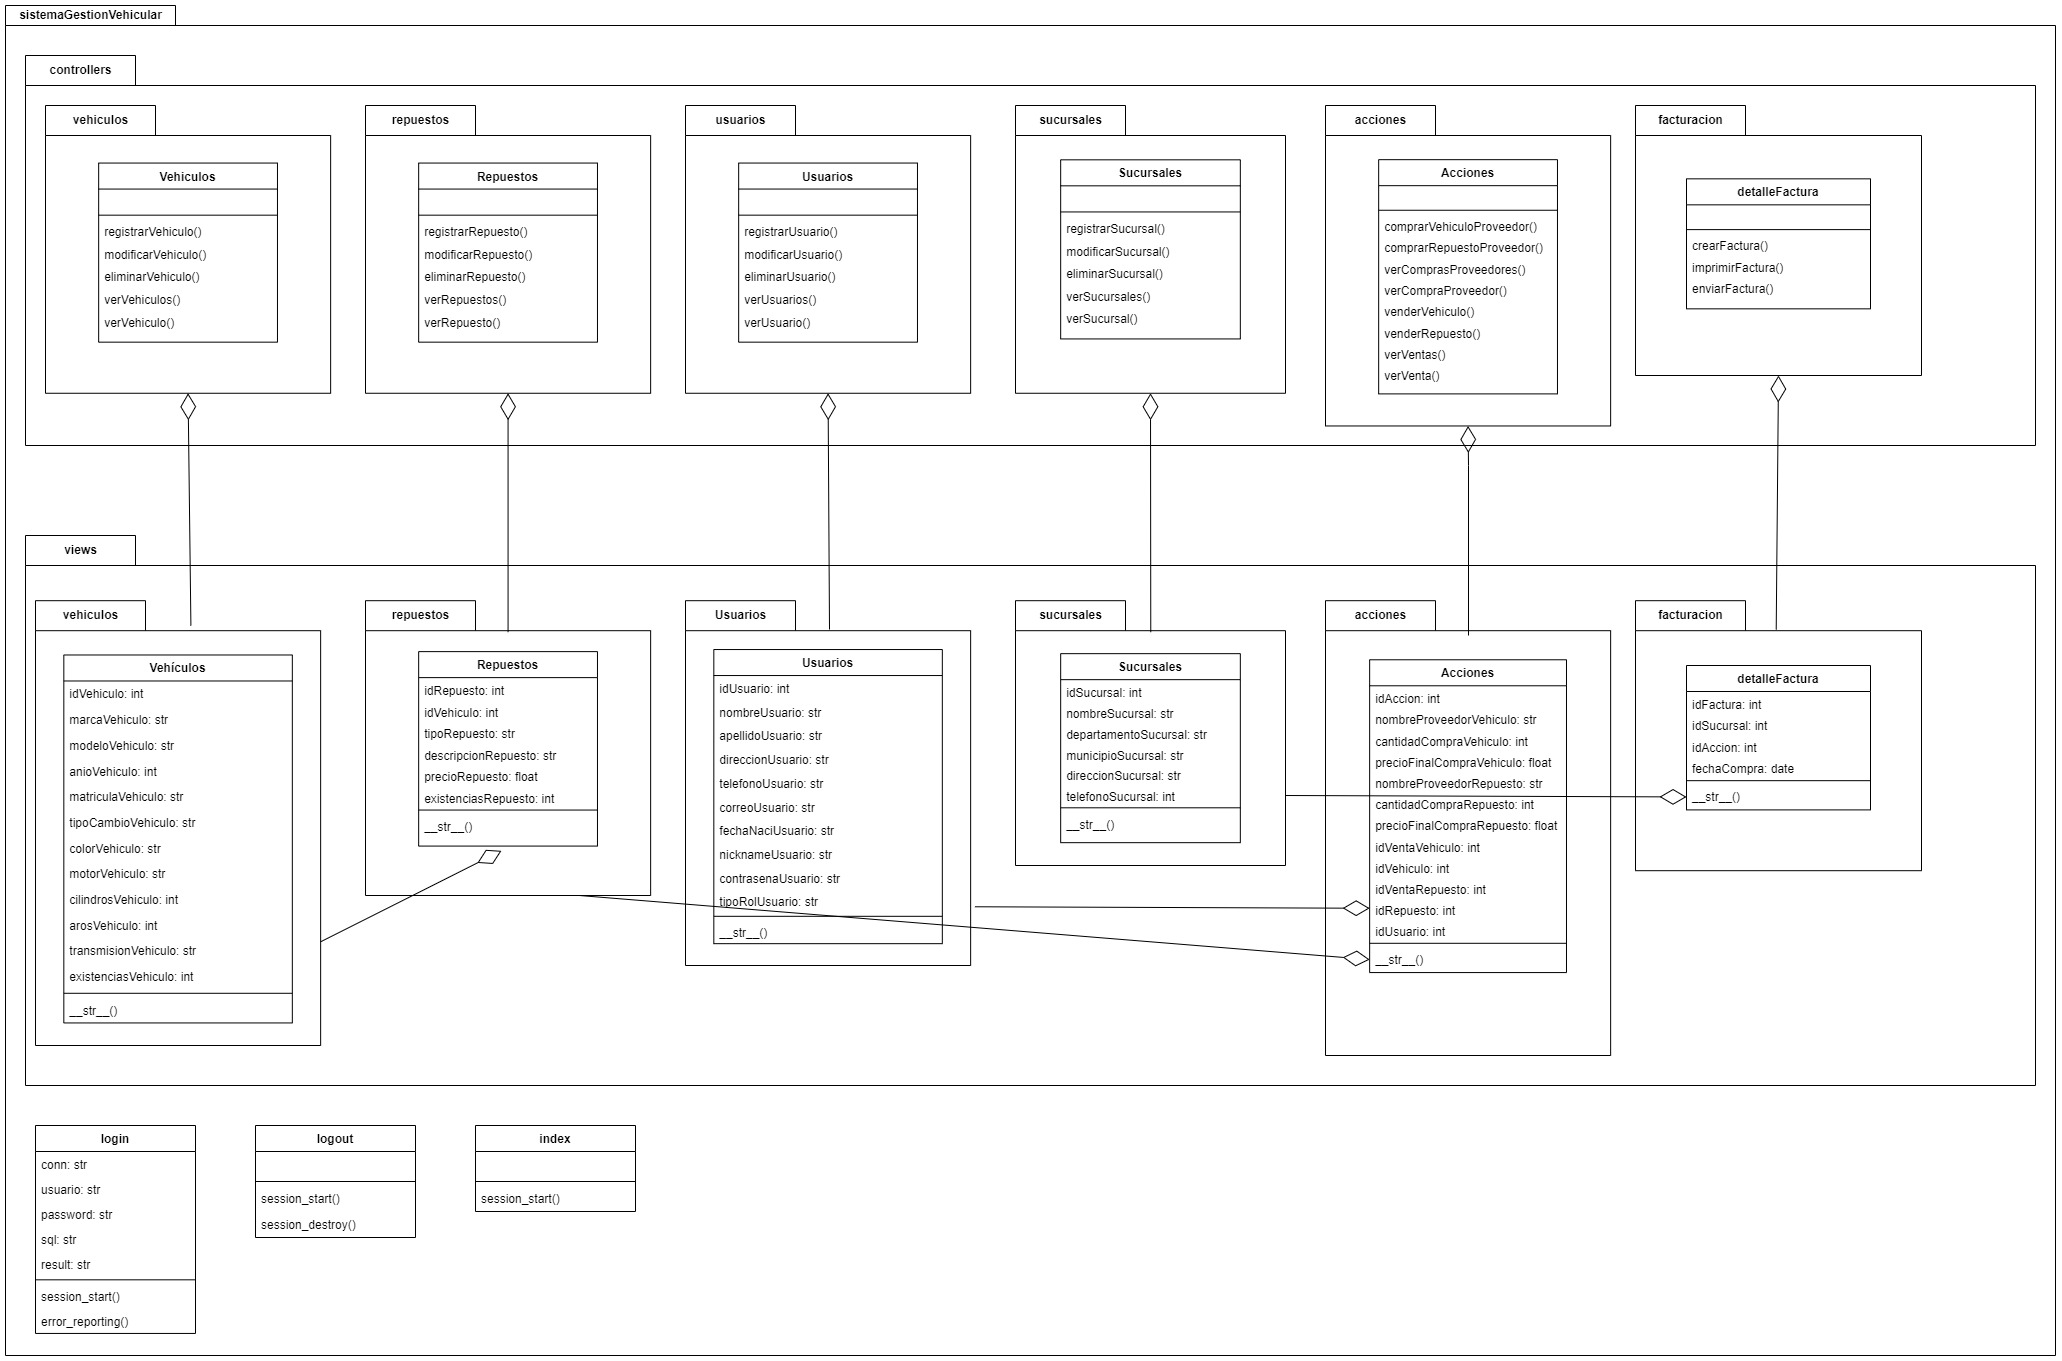 sistemaGestionVehicular
controllers
vehiculos
Vehiculos
registrarVehiculo()
modificarVehiculo()
eliminarVehiculo()
verVehiculos()
verVehiculo()
repuestos
Repuestos
registrarRepuesto()
modificarRepuesto()
eliminarRepuesto()
verRepuestos()
verRepuesto()
usuarios
Usuarios
registrarUsuario()
modificarUsuario()
eliminarUsuario()
verUsuarios()
verUsuario()
sucursales
Sucursales
registrarSucursal()
modificarSucursal()
eliminarSucursal()
verSucursales()
verSucursal()
acciones
Acciones
comprarVehiculoProveedor()
comprarRepuestoProveedor()
verComprasProveedores()
verCompraProveedor()
venderVehiculo()
venderRepuesto()
verVentas()
verVenta()
facturacion
detalleFactura
crearFactura()
imprimirFactura()
enviarFactura()
views
vehiculos
Vehículos
idVehiculo: int
marcaVehiculo: str
modeloVehiculo: str
anioVehiculo: int
matriculaVehiculo: str
tipoCambioVehiculo: str
colorVehiculo: str
motorVehiculo: str
cilindrosVehiculo: int
arosVehiculo: int
transmisionVehiculo: str
existenciasVehiculo: int
__str__()
repuestos
Repuestos
idRepuesto: int
idVehiculo: int
tipoRepuesto: str
descripcionRepuesto: str
precioRepuesto: float
existenciasRepuesto: int
__str__()
Usuarios
Usuarios
idUsuario: int
nombreUsuario: str
apellidoUsuario: str
direccionUsuario: str
telefonoUsuario: str
correoUsuario: str
fechaNaciUsuario: str
nicknameUsuario: str
contrasenaUsuario: str
tipoRolUsuario: str
__str__()
sucursales
Sucursales
idSucursal: int
nombreSucursal: str
departamentoSucursal: str
municipioSucursal: str
direccionSucursal: str
telefonoSucursal: int
__str__()
acciones
Acciones
idAccion: int
nombreProveedorVehiculo: str
cantidadCompraVehiculo: int
precioFinalCompraVehiculo: float
nombreProveedorRepuesto: str
cantidadCompraRepuesto: int
precioFinalCompraRepuesto: float
idVentaVehiculo: int
idVehiculo: int
idVentaRepuesto: int
idRepuesto: int
idUsuario: int
__str__()
facturacion
detalleFactura
idFactura: int
idSucursal: int
idAccion: int
fechaCompra: date
__str__()
login
conn: str
usuario: str
password: str
sql: str
result: str
session_start()
error_reporting()
logout
session_start()
session_destroy()
index
session_start()